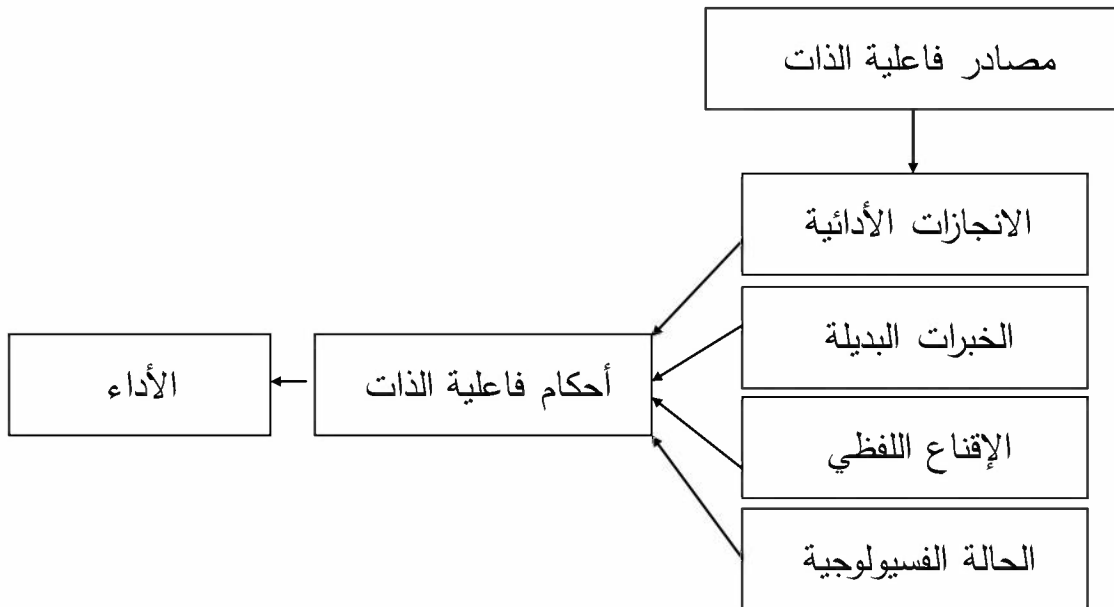 مصادر فاعلية الذات
الانجازات الأدائية
الخبرات البديلة
الإقناع اللفظي
الحالة الفسيولوجية
أحكام فاعلية الذات
الأداء